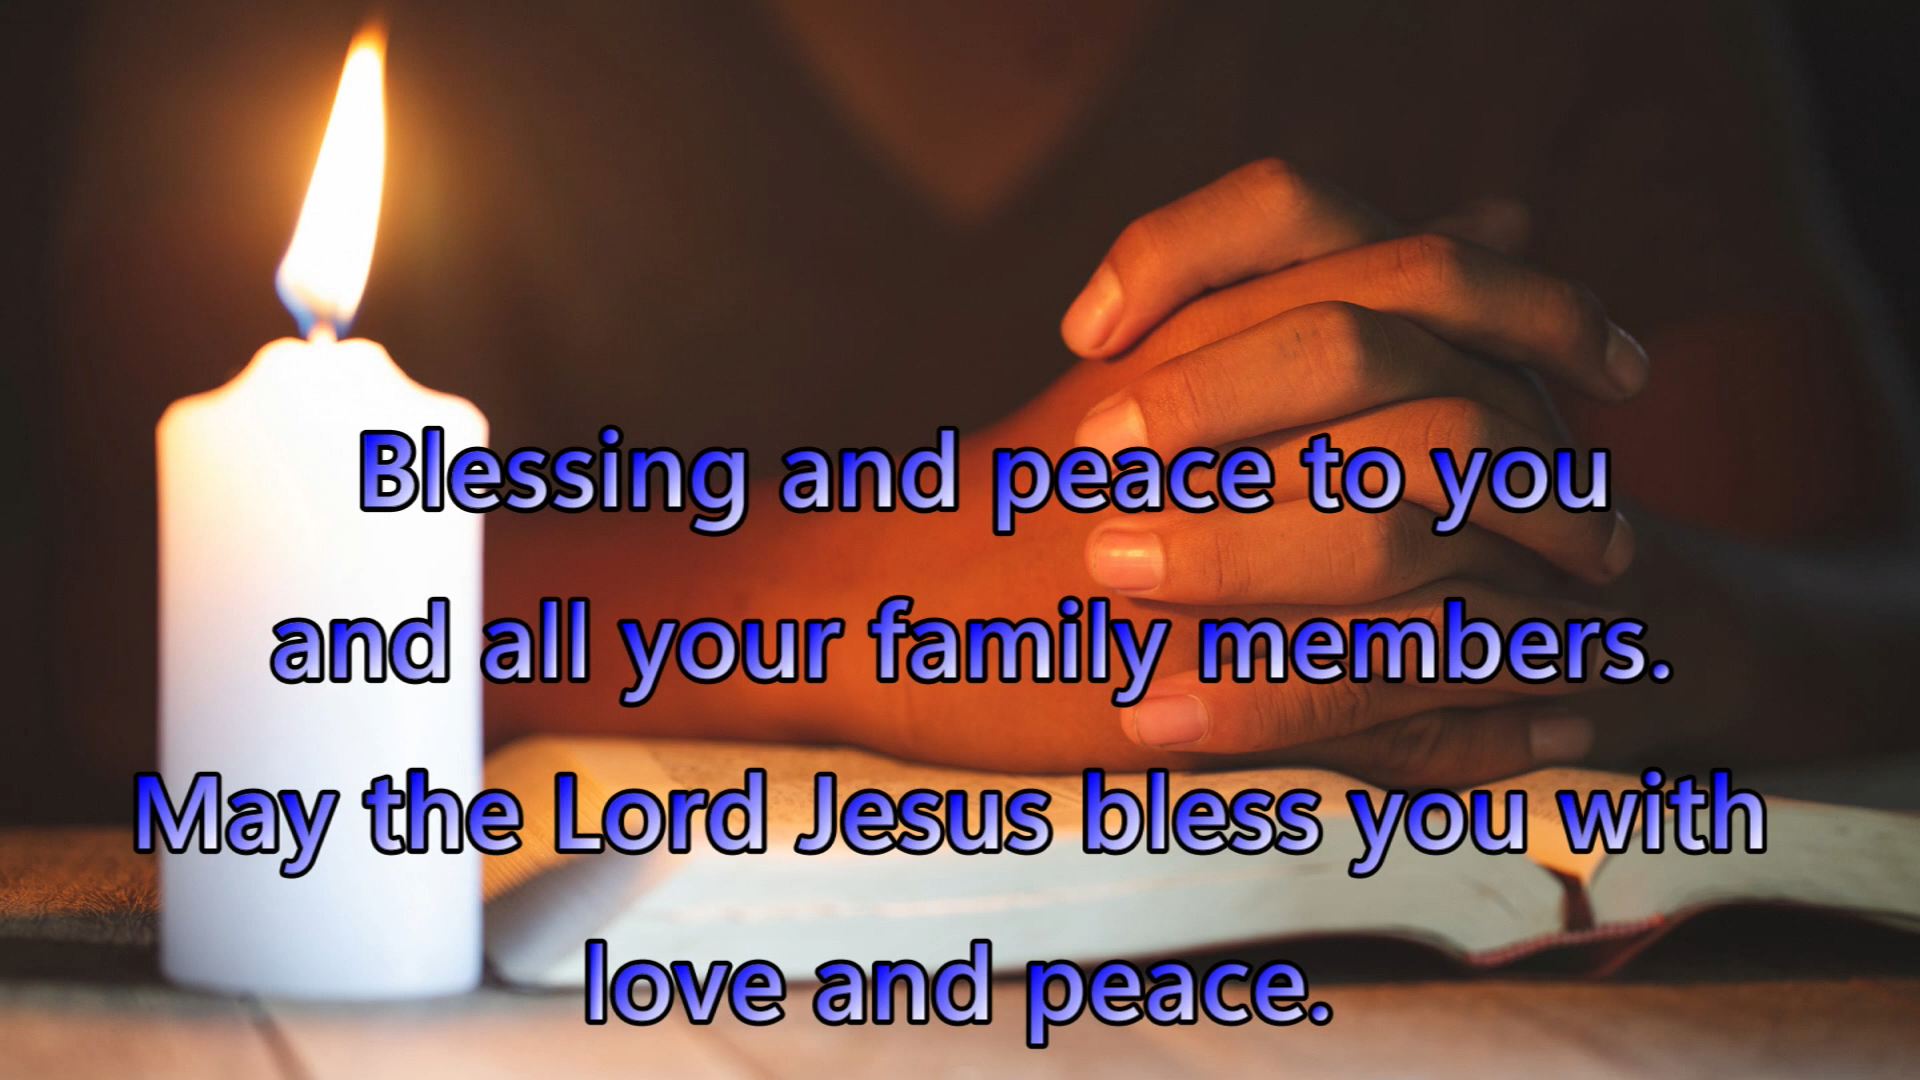 Blessing and peace to you
and all your family members.
May the Lord Jesus bless you with
love and peace.